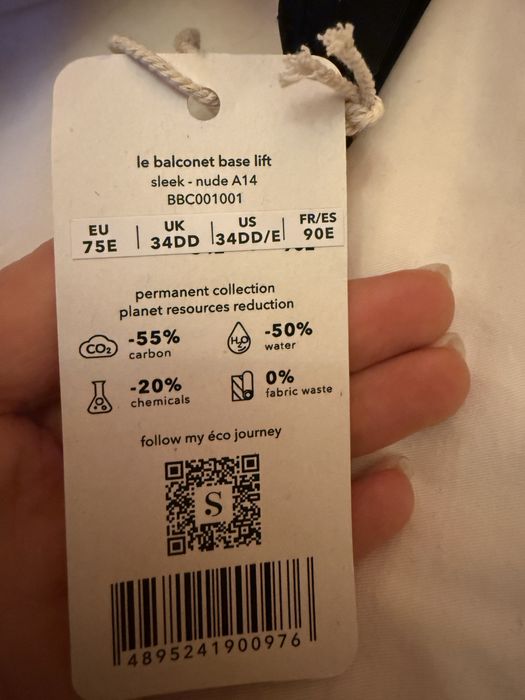 le balconet base lift
sleek - nude A14
BBC001001
EU | UK | US | FR/ES
75E | 34DD | 34DD/E | 90E
permanent collection
planet resources reduction
CO₂ -55% carbon
H₂O -50% water
-20% chemicals
0% fabric waste
follow my éco journey
S
4895241900976